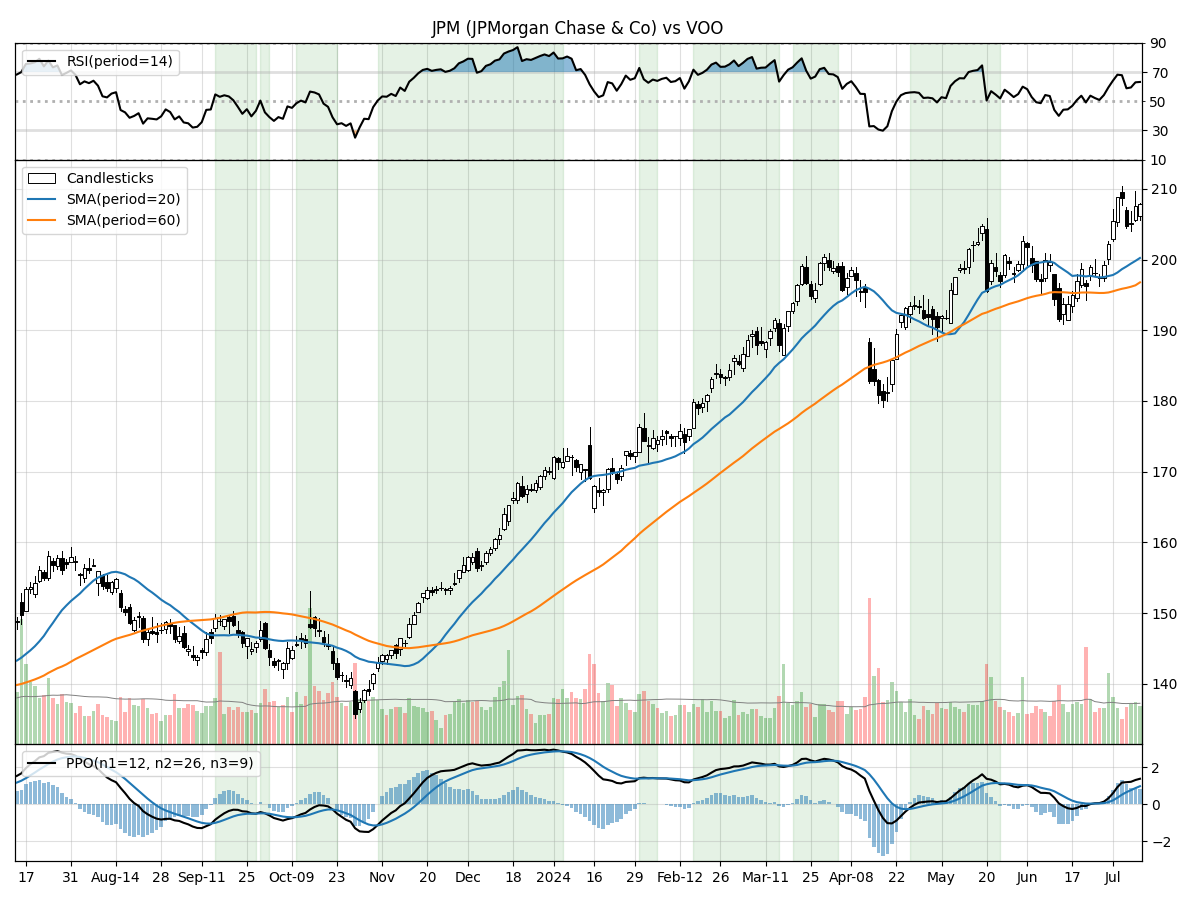 JPM (JPMorgan Chase & Co) vs VOO
RSI(period=14)
90
70
50
30
10
Candlesticks
SMA(period=20)
SMA(period=60)
210
200
190
180
170
160
150
140
PPO(n1=12, n2=26, n3=9)
2
0
−2
17 31 Aug-14 28 Sep-11 25 Oct-09 23 Nov 20 Dec 18 2024 16 29 Feb-12 26 Mar-11 25 Apr-08 22 May 20 Jun 17 Jul